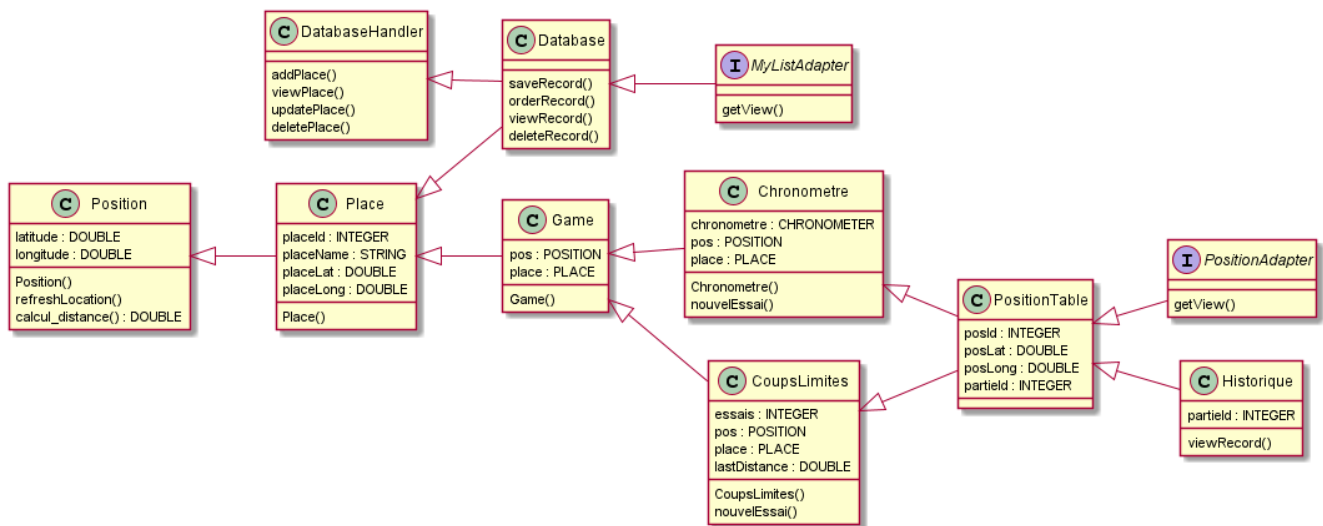 C DatabaseHandler
addPlace()
viewPlace()
updatePlace()
deletePlace()
C Database
saveRecord()
orderRecord()
viewRecord()
deleteRecord()
I MyListAdapter
getView()
C Position
latitude : DOUBLE
longitude : DOUBLE
Position()
refreshLocation()
calcul_distance() : DOUBLE
C Place
placeId : INTEGER
placeName : STRING
placeLat : DOUBLE
placeLong : DOUBLE
Place()
C Game
pos : POSITION
place : PLACE
Game()
C Chronometre
chronometre : CHRONOMETER
pos : POSITION
place : PLACE
Chronometre()
nouvelEssai()
C CoupsLimites
essais : INTEGER
pos : POSITION
place : PLACE
lastDistance : DOUBLE
CoupsLimites()
nouvelEssai()
C PositionTable
posId : INTEGER
posLat : DOUBLE
posLong : DOUBLE
partieId : INTEGER
I PositionAdapter
getView()
C Historique
partieId : INTEGER
viewRecord()